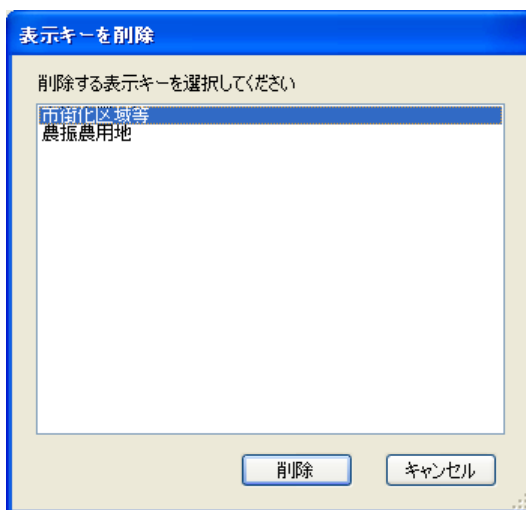 表示キーを削除
削除する表示キーを選択してください
市街化区域等
農振農用地
削除
キャンセル